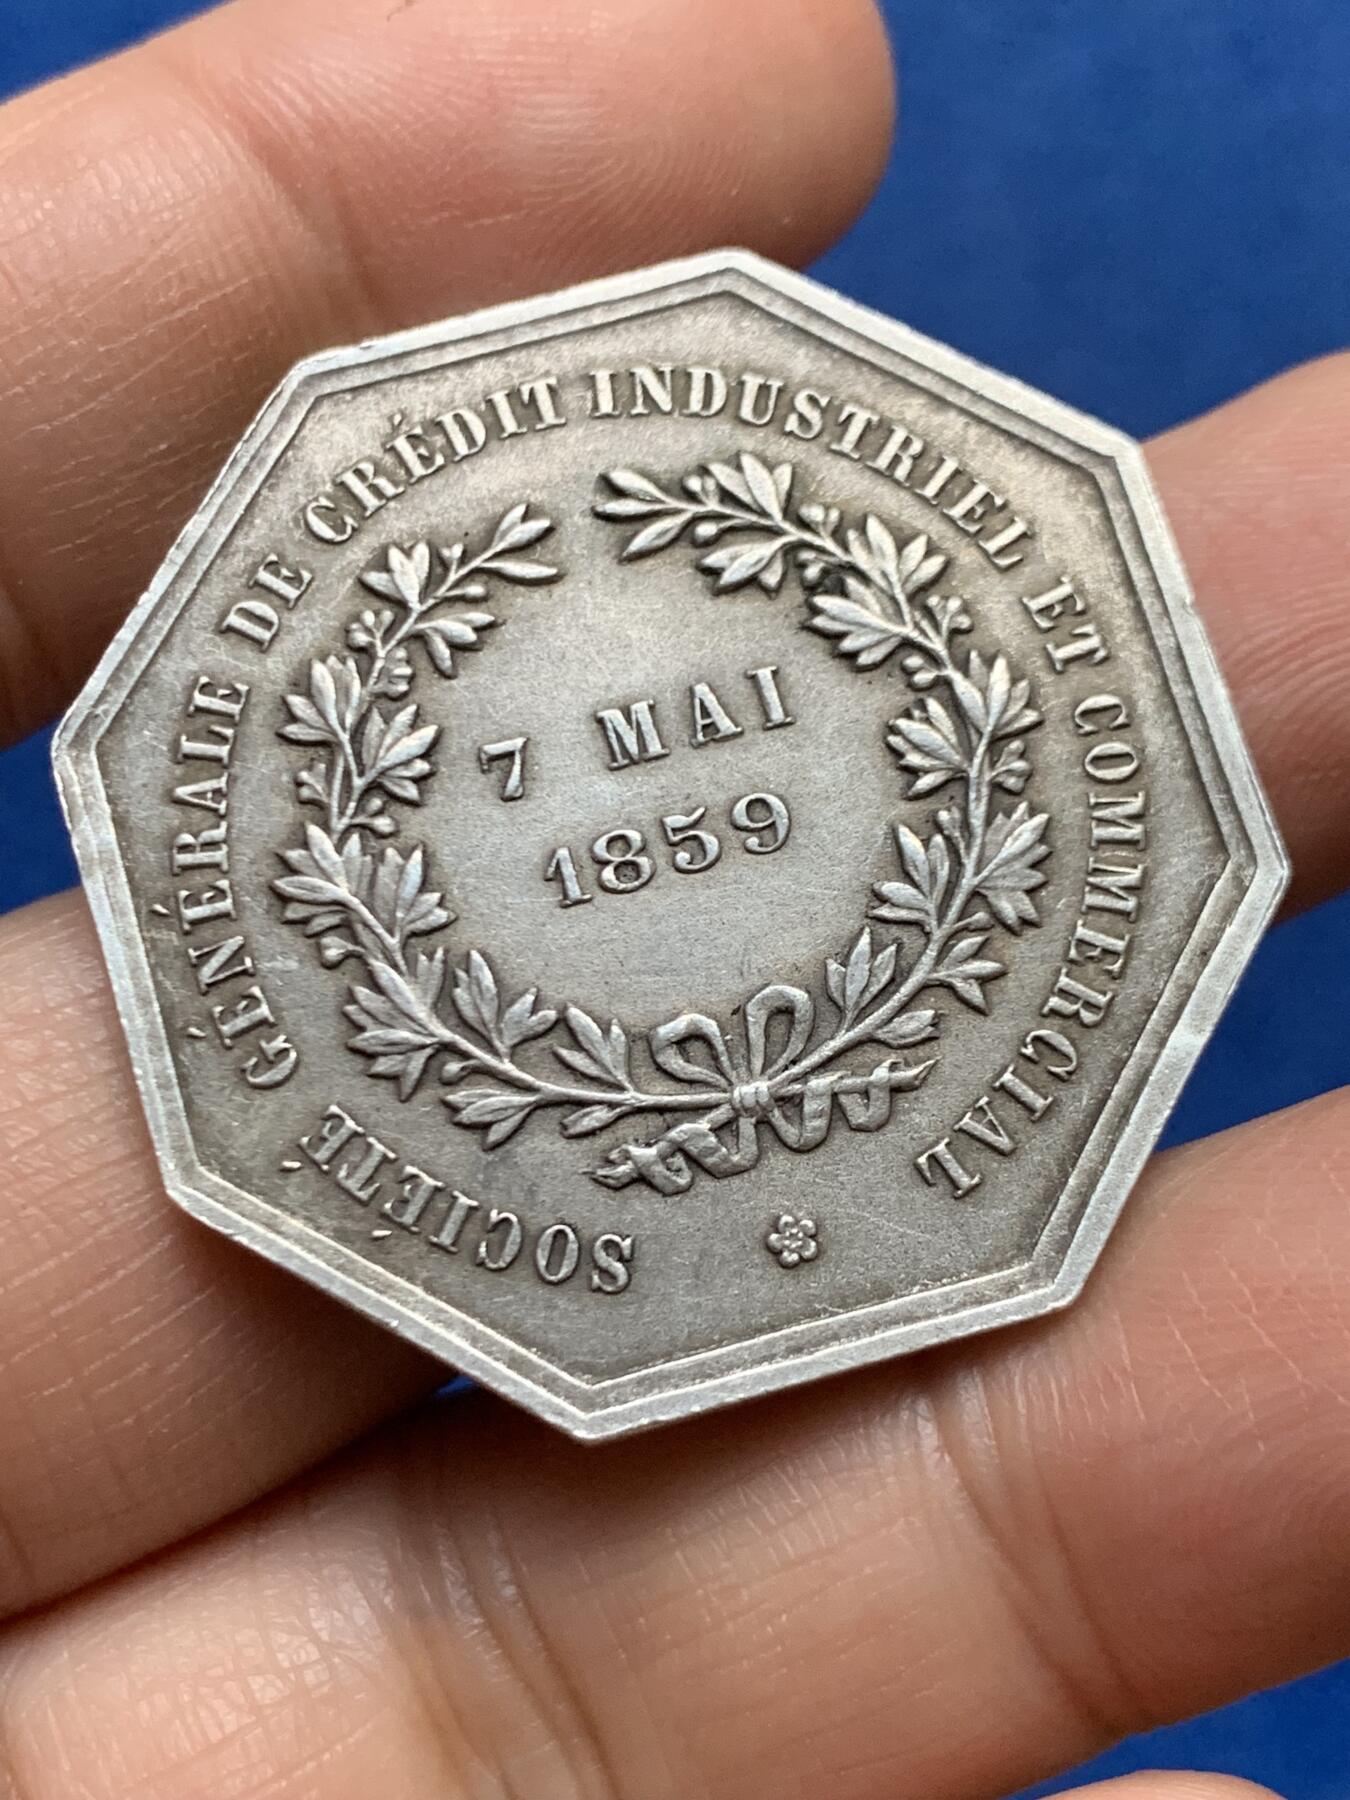 SOCIÉTÉ GÉNÉRALE DE CRÉDIT INDUSTRIEL ET COMMERCIAL
7 MAI
1859